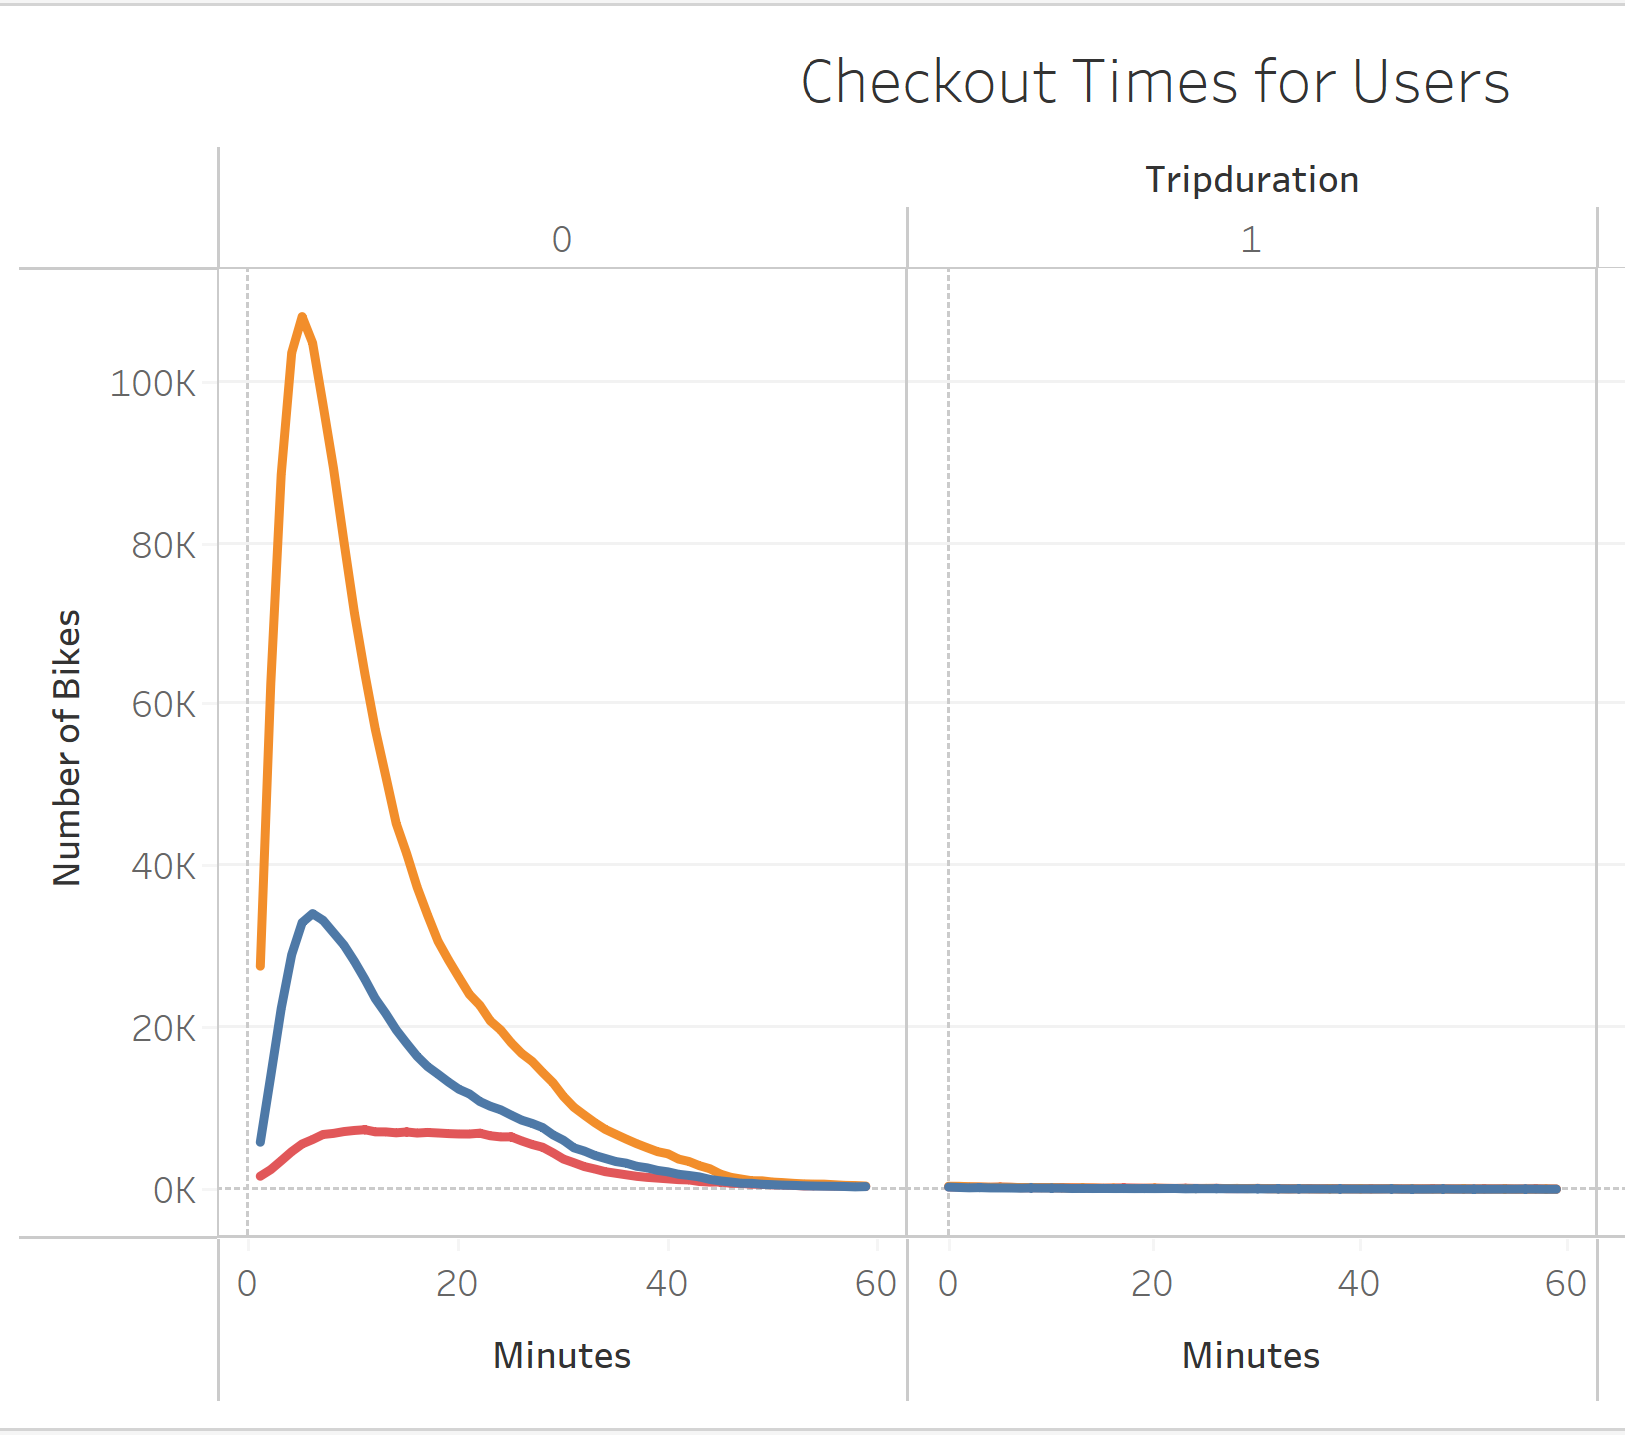 Checkout Times for Users
Tripduration
0 1
100K
80K
60K
40K
20K
0K
Number of Bikes
0 20 40 60 0 20 40 60
Minutes Minutes